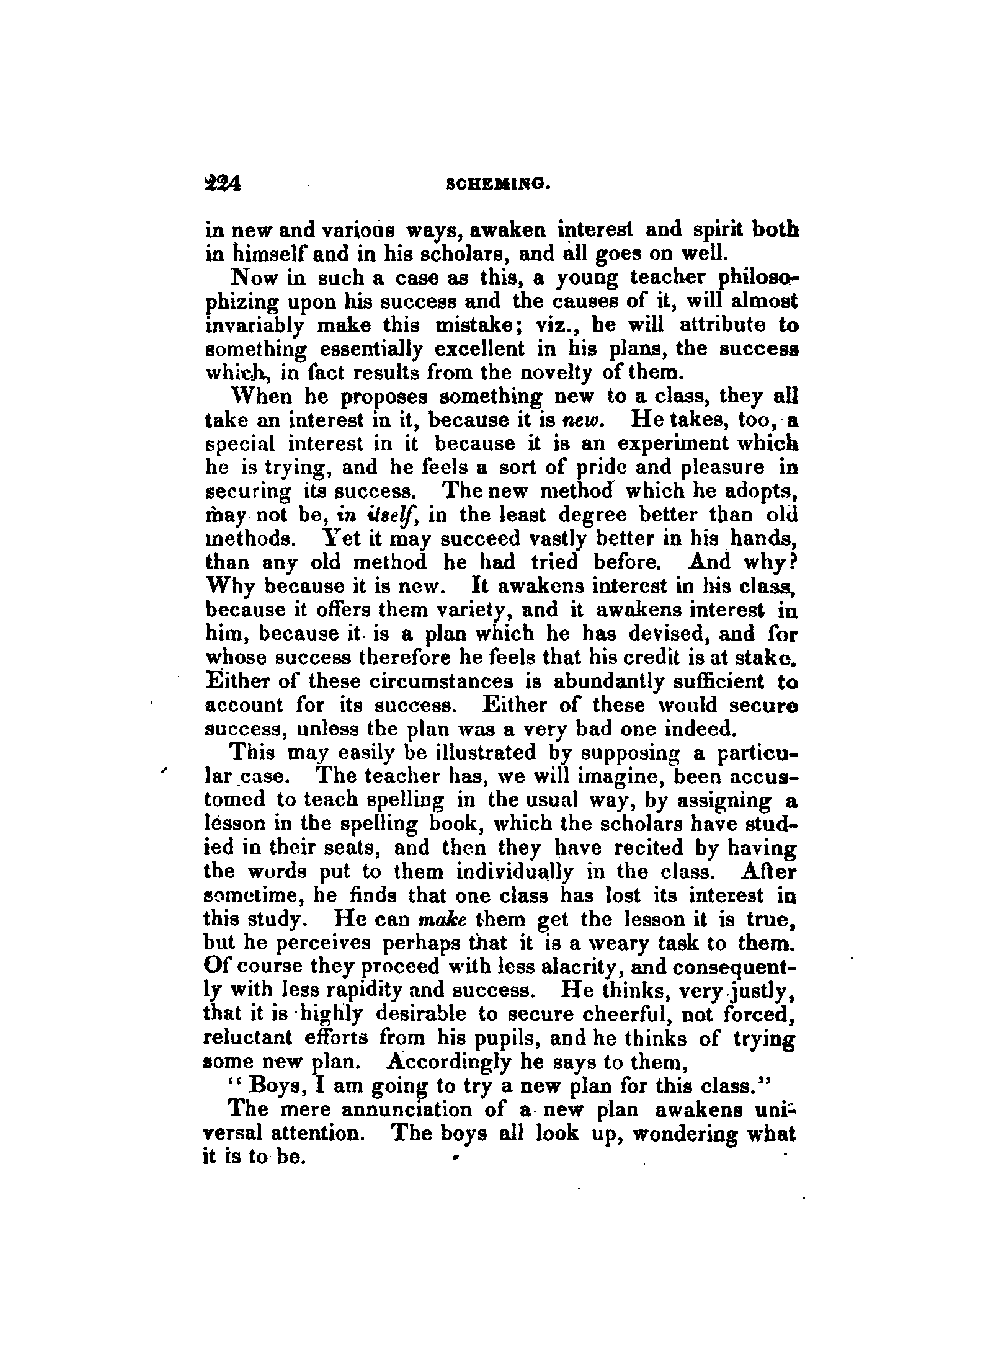 224 SCHEMING.
in new and various ways, awaken interest and spirit both
in himself and in his scholars, and all goes on well.
Now in such a case as this, a young teacher philoso-
phizing upon his success and the causes of it, will almost
invariably make this mistake; viz., he will attribute to
something essentially excellent in his plans, the success
which, in fact results from the novelty of them.
When he proposes something new to a class, they all
take an interest in it, because it is new. He takes, too, a
special interest in it because it is an experiment which
he is trying, and he feels a sort of pride and pleasure in
securing its success. The new method which he adopts,
may not be, in itself, in the least degree better than old
methods. Yet it may succeed vastly better in his hands,
than any old method he had tried before. And why?
Why because it is new. It awakens interest in his class,
because it offers them variety, and it awakens interest in
him, because it is a plan which he has devised, and for
whose success therefore he feels that his credit is at stake.
Either of these circumstances is abundantly sufficient to
account for its success. Either of these would secure
success, unless the plan was a very bad one indeed.
This may easily be illustrated by supposing a particu-
lar case. The teacher has, we will imagine, been accus-
tomed to teach spelling in the usual way, by assigning a
lesson in the spelling book, which the scholars have stud-
ied in their seats, and then they have recited by having
the words put to them individually in the class. After
sometime, he finds that one class has lost its interest in
this study. He can make them get the lesson it is true,
but he perceives perhaps that it is a weary task to them.
Of course they proceed with less alacrity, and consequent-
ly with less rapidity and success. He thinks, very justly,
that it is highly desirable to secure cheerful, not forced,
reluctant efforts from his pupils, and he thinks of trying
some new plan. Accordingly he says to them,
"Boys, I am going to try a new plan for this class."
The mere annunciation of a new plan awakens uni-
versal attention. The boys all look up, wondering what
it is to be.